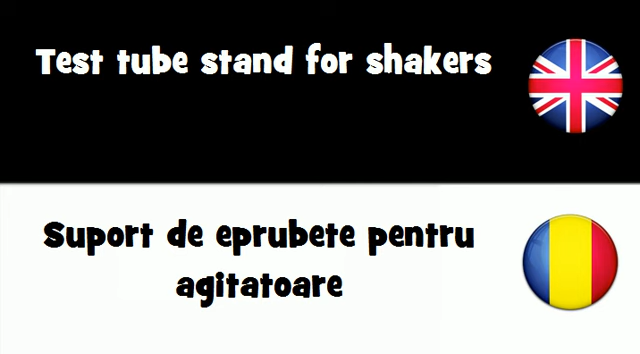 Test tube stand for shakers
Suport de eprubete pentru
agitatoare